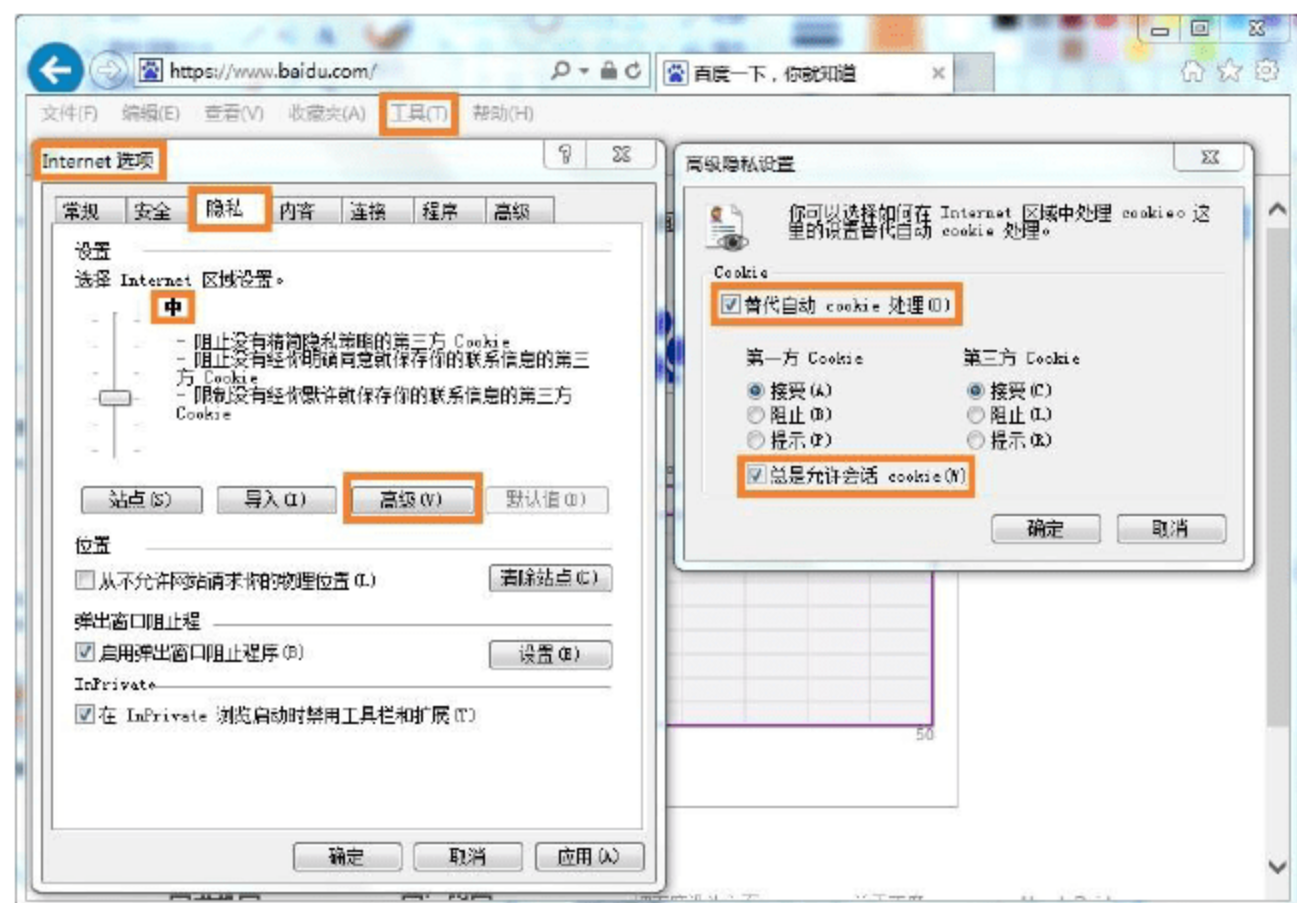 https://www.baidu.com/
百度一下，你就知道
文件(F) 编辑(E) 查看(V) 收藏夹(A) 工具(T) 帮助(H)
Internet 选项
常规 安全 隐私 内容 连接 程序 高级
设置
选择 Internet 区域设置。
中
- 阻止没有精简隐私策略的第三方 Cookie
- 阻止没有经你明确同意就保存你的联系信息的第三
方 Cookie
- 限制没有经你默许就保存你的联系信息的第三方
Cookie
站点(S) 导入(I) 高级(V) 默认值(D)
位置
从不允许网站请求你的物理位置(L) 清除站点(C)
弹出窗口阻止程
启用弹出窗口阻止程序(B) 设置(E)
InPrivate
在 InPrivate 浏览启动时禁用工具栏和扩展(T)
确定 取消 应用(A)
高级隐私设置
你可以选择如何在 Internet 区域中处理 cookie。这
里的设置替代自动 cookie 处理。
Cookie
替代自动 cookie 处理(O)
第一方 Cookie 第三方 Cookie
接受(A) 接受(C)
阻止(B) 阻止(L)
提示(P) 提示(R)
总是允许会话 cookie(W)
确定 取消
50